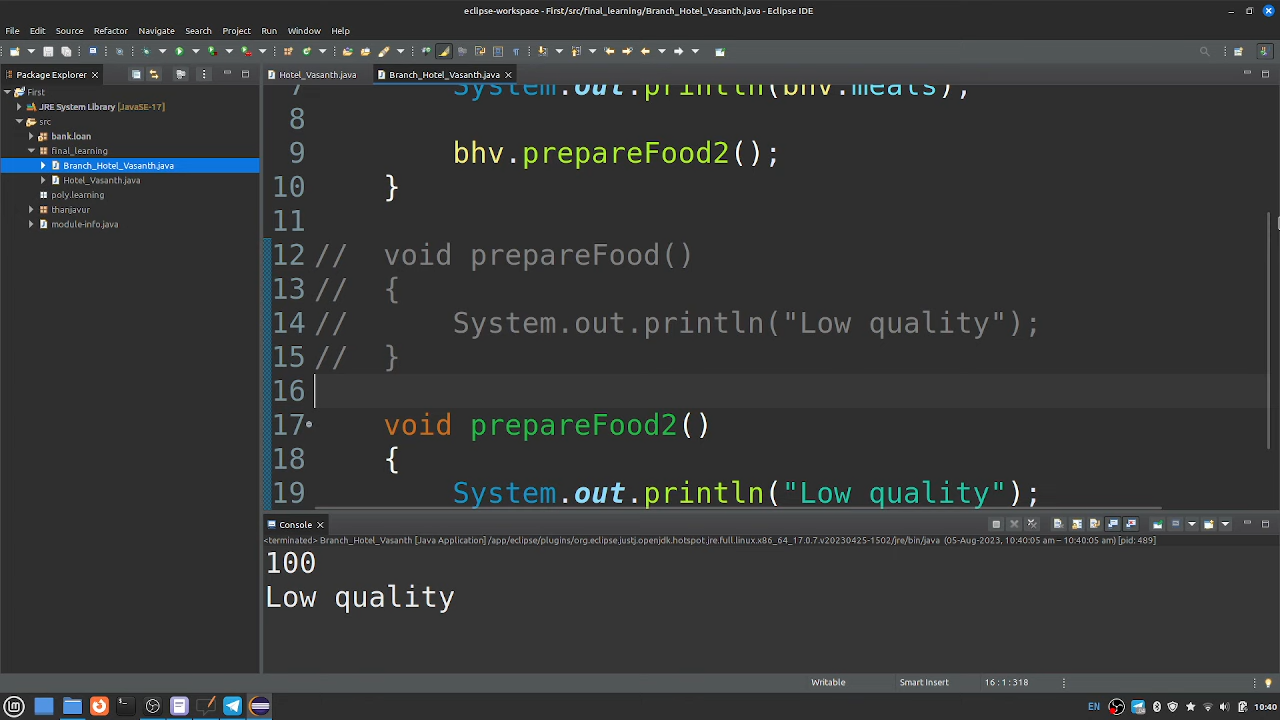 eclipse-workspace - First/src/final_learning/Branch_Hotel_Vasanth.java - Eclipse IDE
File Edit Source Refactor Navigate Search Project Run Window Help
Package Explorer
Hotel_Vasanth.java
Branch_Hotel_Vasanth.java
First
JRE System Library [JavaSE-17]
src
bank.loan
final_learning
Branch_Hotel_Vasanth.java
Hotel_Vasanth.java
poly.learning
thanjavur
module-info.java
7 System.out.println(bhv.meals);
8
9 bhv.prepareFood2();
10 }
11
12 // void prepareFood()
13 // {
14 // System.out.println("Low quality");
15 // }
16
17 void prepareFood2()
18 {
19 System.out.println("Low quality");
Console
<terminated> Branch_Hotel_Vasanth [Java Application] /app/eclipse/plugins/org.eclipse.justj.openjdk.hotspot.jre.full.linux.x86_64_17.0.7.v20230425-1502/jre/bin/java (05-Aug-2023, 10:40:05 am – 10:40:05 am) [pid: 489]
100
Low quality
Writable Smart Insert 16 : 1 : 318
EN 10:40